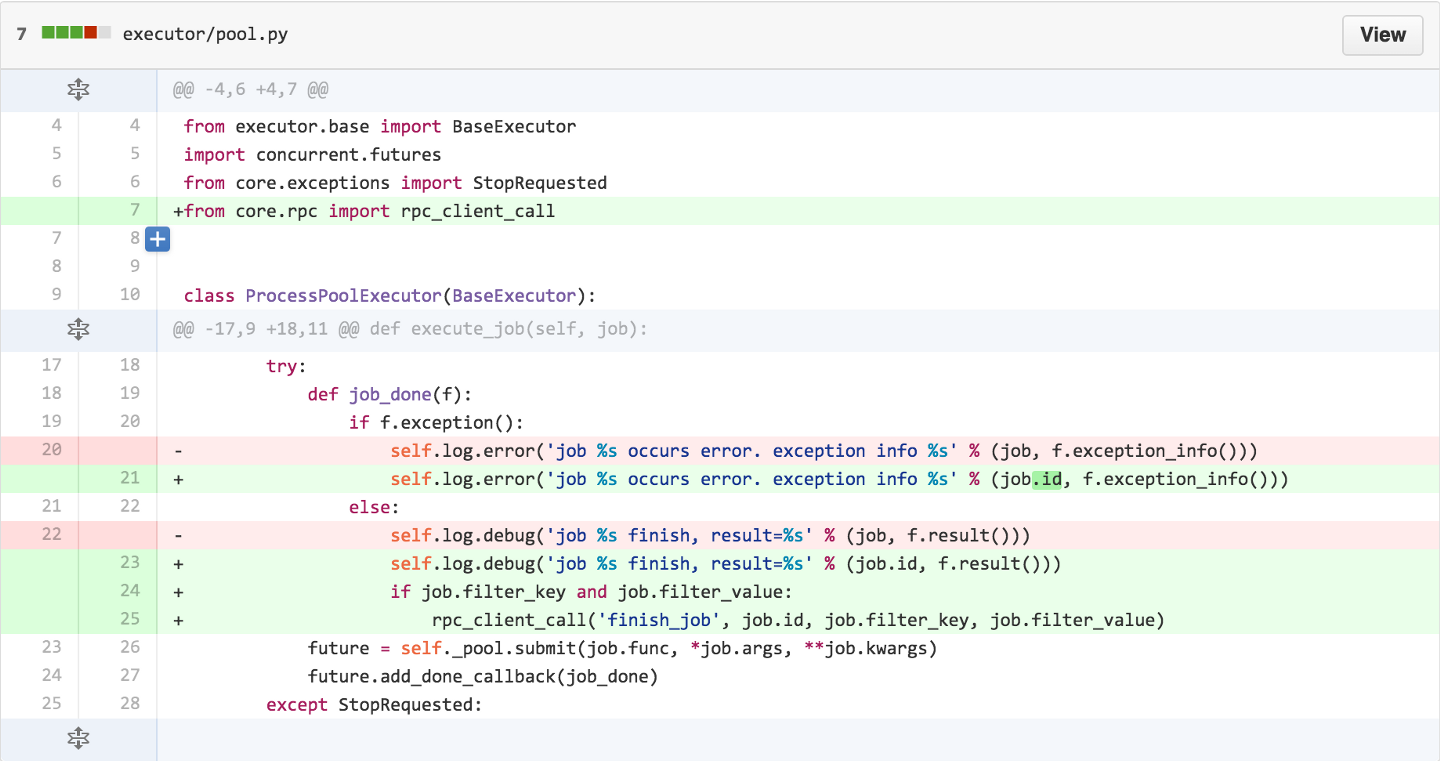 7 executor/pool.py View
@@ -4,6 +4,7 @@
4 4 from executor.base import BaseExecutor
5 5 import concurrent.futures
6 6 from core.exceptions import StopRequested
7 +from core.rpc import rpc_client_call
7 8 +
8 9
9 10 class ProcessPoolExecutor(BaseExecutor):
@@ -17,9 +18,11 @@ def execute_job(self, job):
17 18         try:
18 19             def job_done(f):
19 20                 if f.exception():
20 -                    self.log.error('job %s occurs error. exception info %s' % (job, f.exception_info()))
21 +                    self.log.error('job %s occurs error. exception info %s' % (job.id, f.exception_info()))
21 22                 else:
22 -                    self.log.debug('job %s finish, result=%s' % (job, f.result()))
23 +                    self.log.debug('job %s finish, result=%s' % (job.id, f.result()))
24 +                    if job.filter_key and job.filter_value:
25 +                        rpc_client_call('finish_job', job.id, job.filter_key, job.filter_value)
23 26             future = self._pool.submit(job.func, *job.args, **job.kwargs)
24 27             future.add_done_callback(job_done)
25 28         except StopRequested: